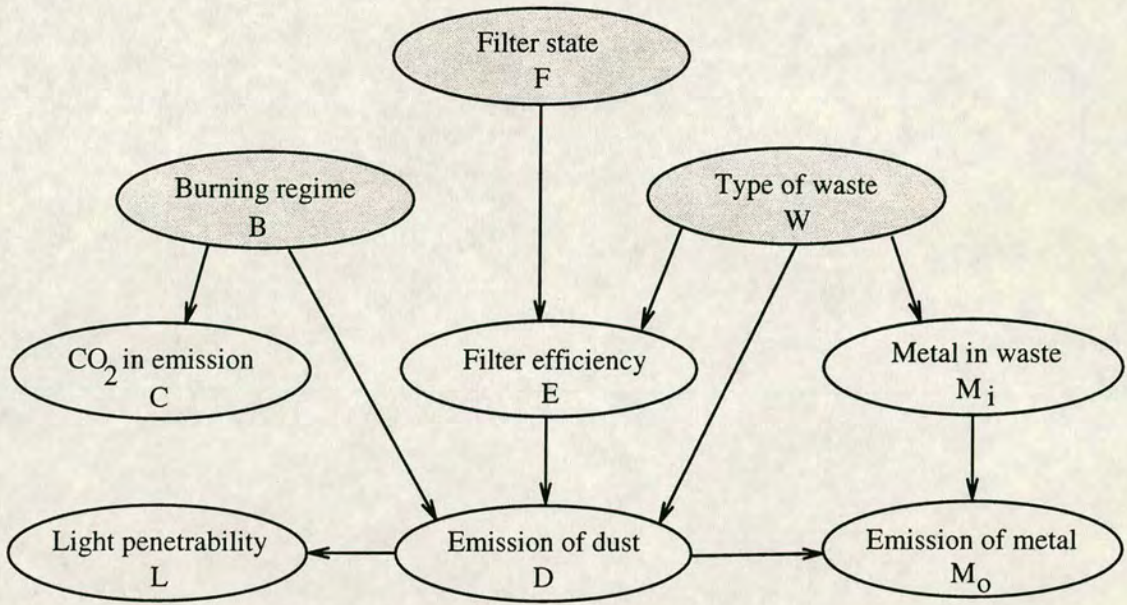 Filter state
F
Burning regime
B
Type of waste
W
CO2 in emission
C
Filter efficiency
E
Metal in waste
Mi
Light penetrability
L
Emission of dust
D
Emission of metal
Mo